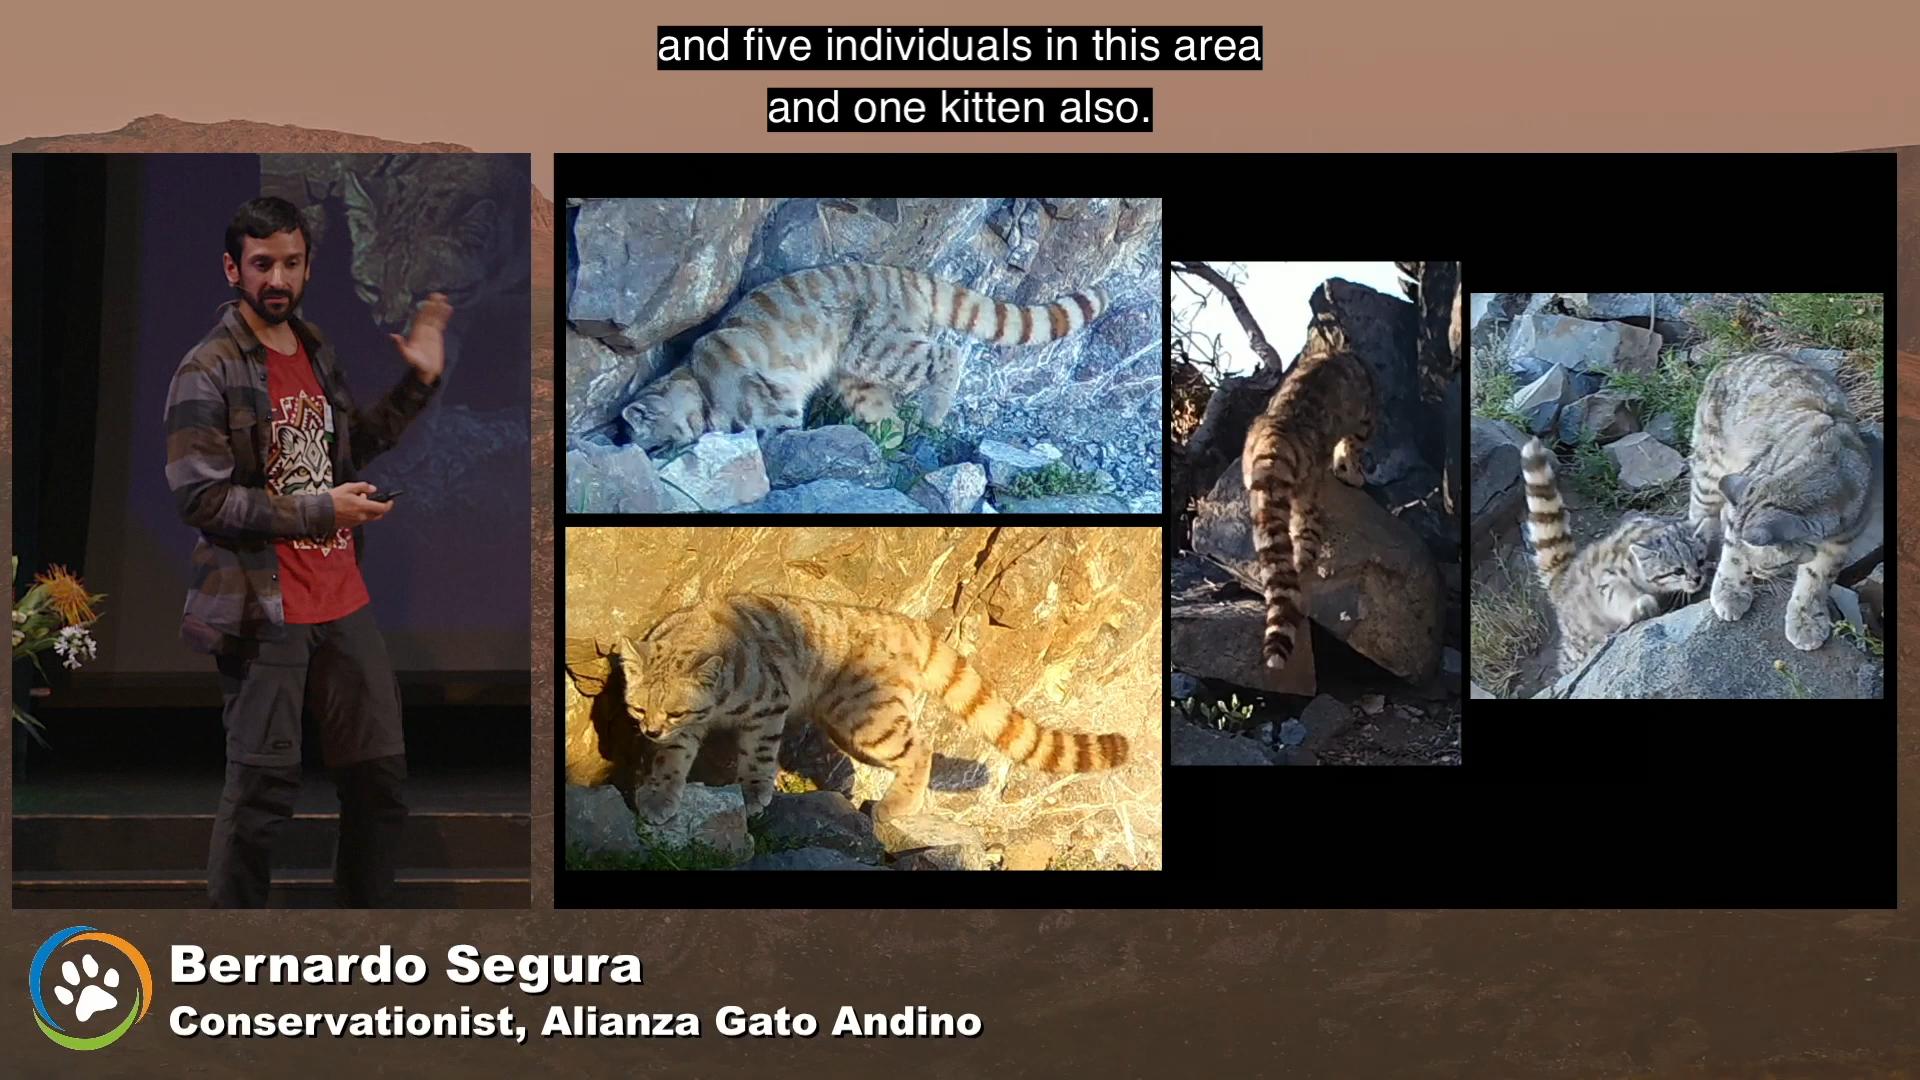 and five individuals in this area
and one kitten also.
Bernardo Segura
Conservationist, Alianza Gato Andino